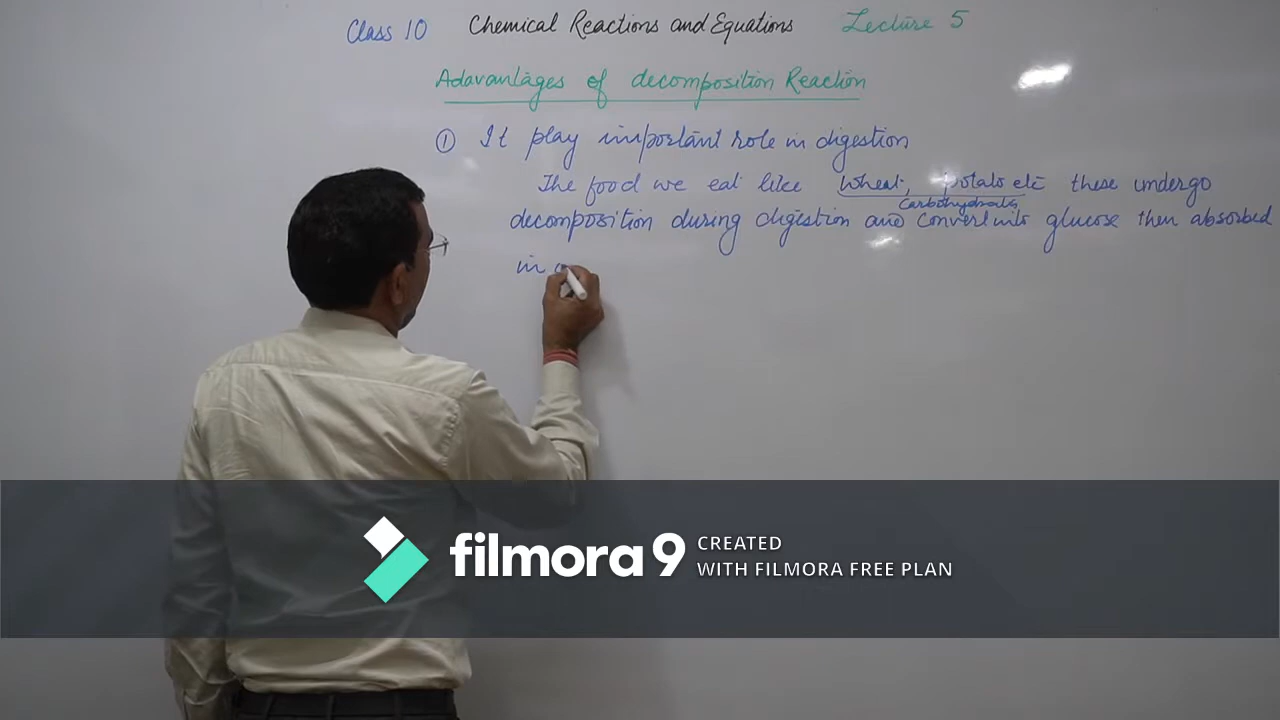 Class 10 Chemical Reactions and Equations Lecture 5
Adavantages of decomposition Reaction
① It play important role in digestion
The food we eat like wheat, potato etc these undergo
carbohydrates
decomposition during digestion and convert into glucose then absorbed
in
filmora9 CREATED
WITH FILMORA FREE PLAN